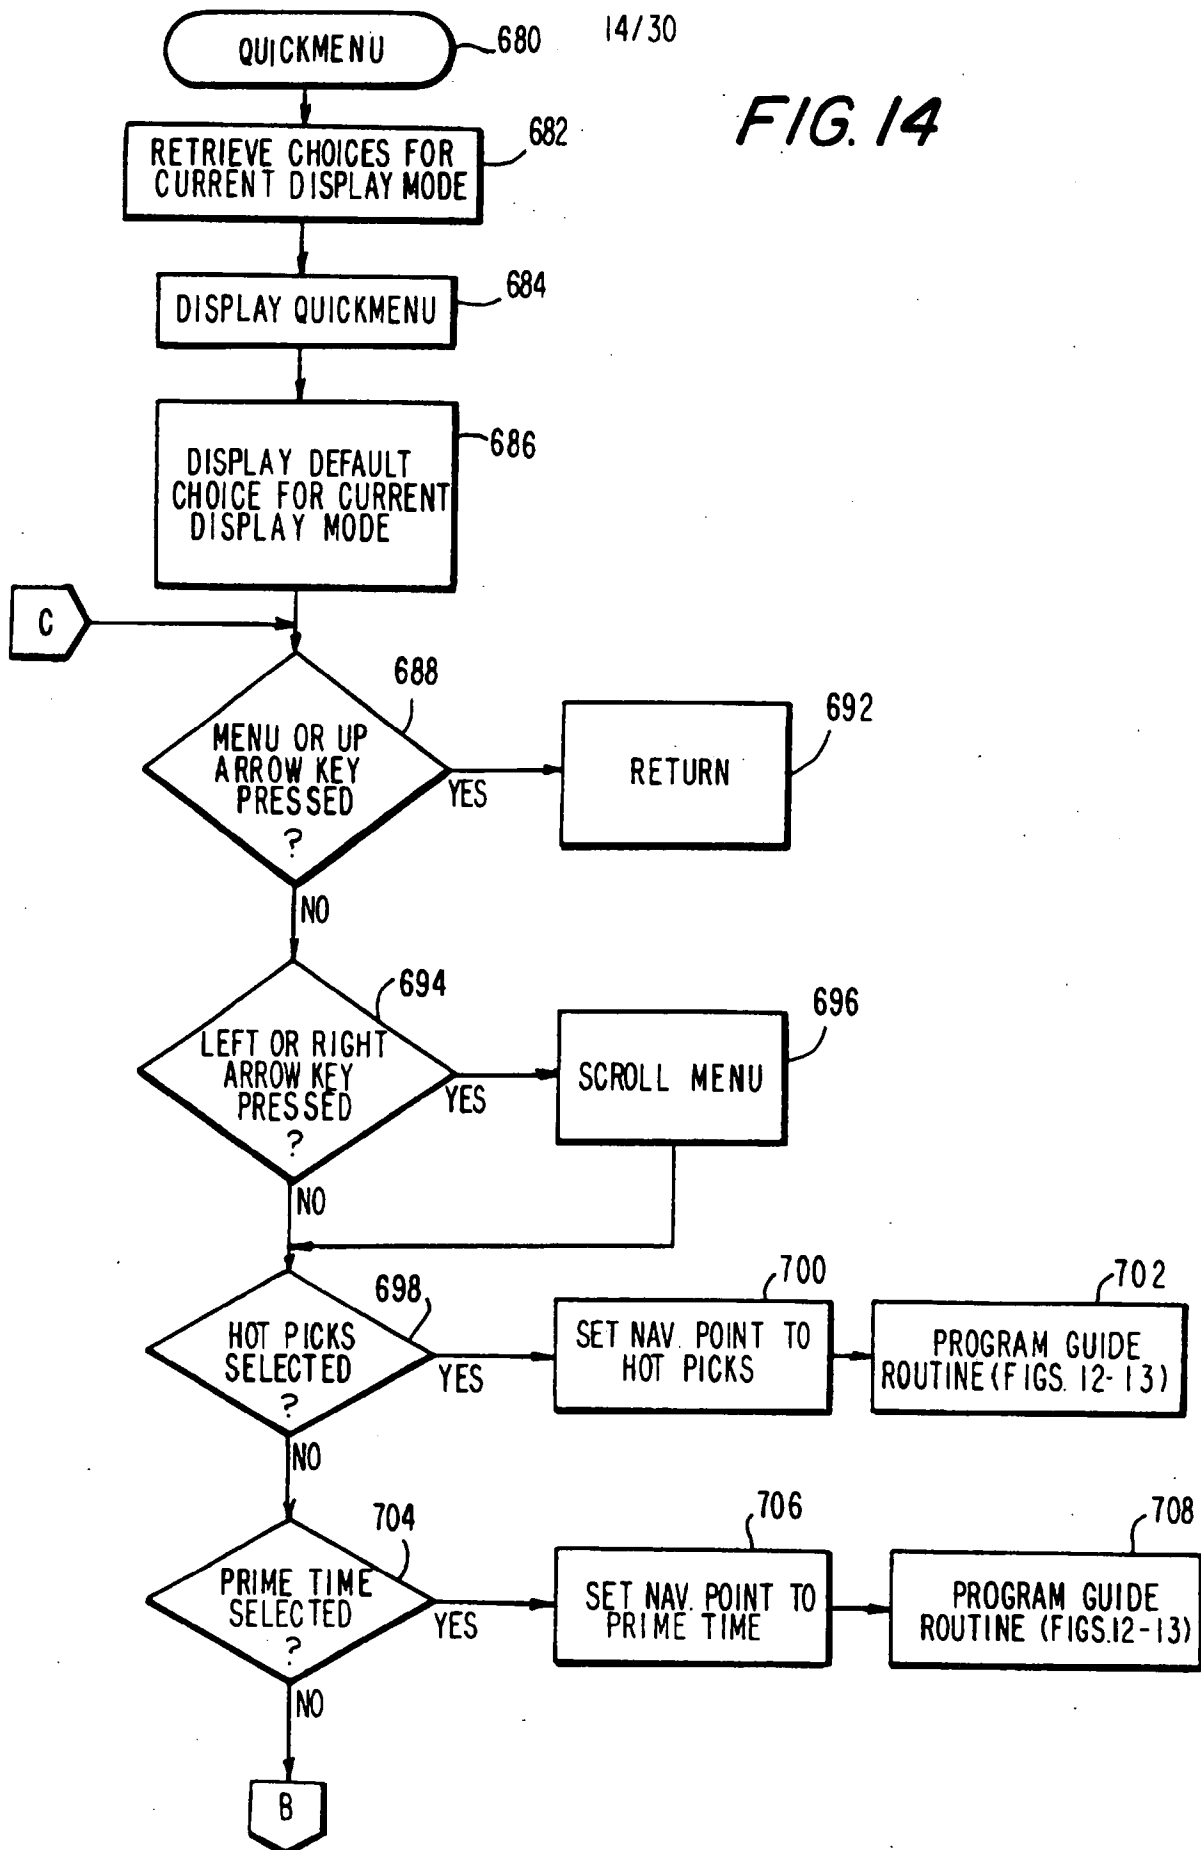 14/30
FIG. 14
QUICKMENU
680
RETRIEVE CHOICES FOR
CURRENT DISPLAY MODE
682
DISPLAY QUICKMENU
684
DISPLAY DEFAULT
CHOICE FOR CURRENT
DISPLAY MODE
686
C
MENU OR UP
ARROW KEY
PRESSED
?
688
YES
RETURN
692
NO
LEFT OR RIGHT
ARROW KEY
PRESSED
?
694
YES
SCROLL MENU
696
NO
HOT PICKS
SELECTED
?
698
YES
SET NAV. POINT TO
HOT PICKS
700
PROGRAM GUIDE
ROUTINE (FIGS. 12-13)
702
NO
PRIME TIME
SELECTED
?
704
YES
SET NAV. POINT TO
PRIME TIME
706
PROGRAM GUIDE
ROUTINE (FIGS.12-13)
708
NO
B